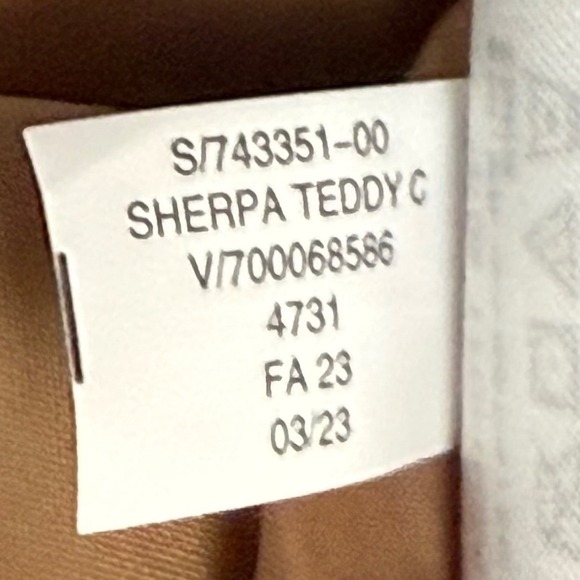 S/743351-00
SHERPA TEDDY C
V/700068586
4731
FA 23
03/23